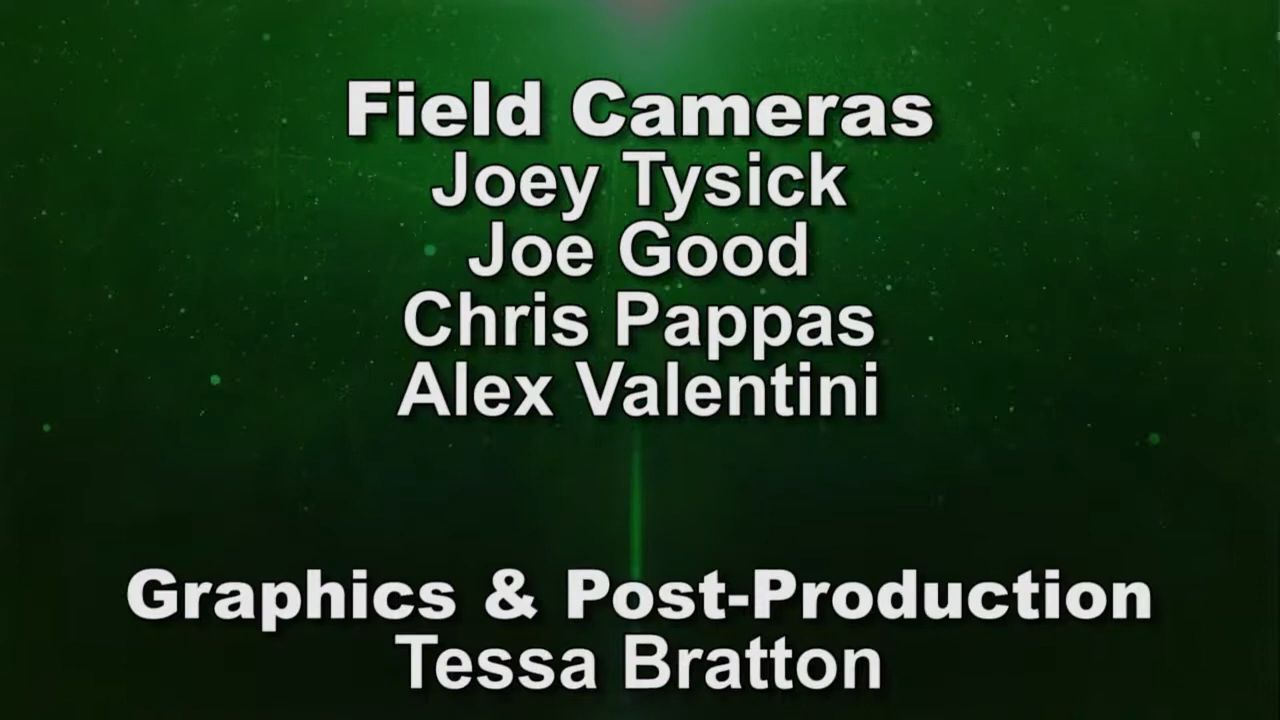 Field Cameras
Joey Tysick
Joe Good
Chris Pappas
Alex Valentini
Graphics & Post-Production
Tessa Bratton